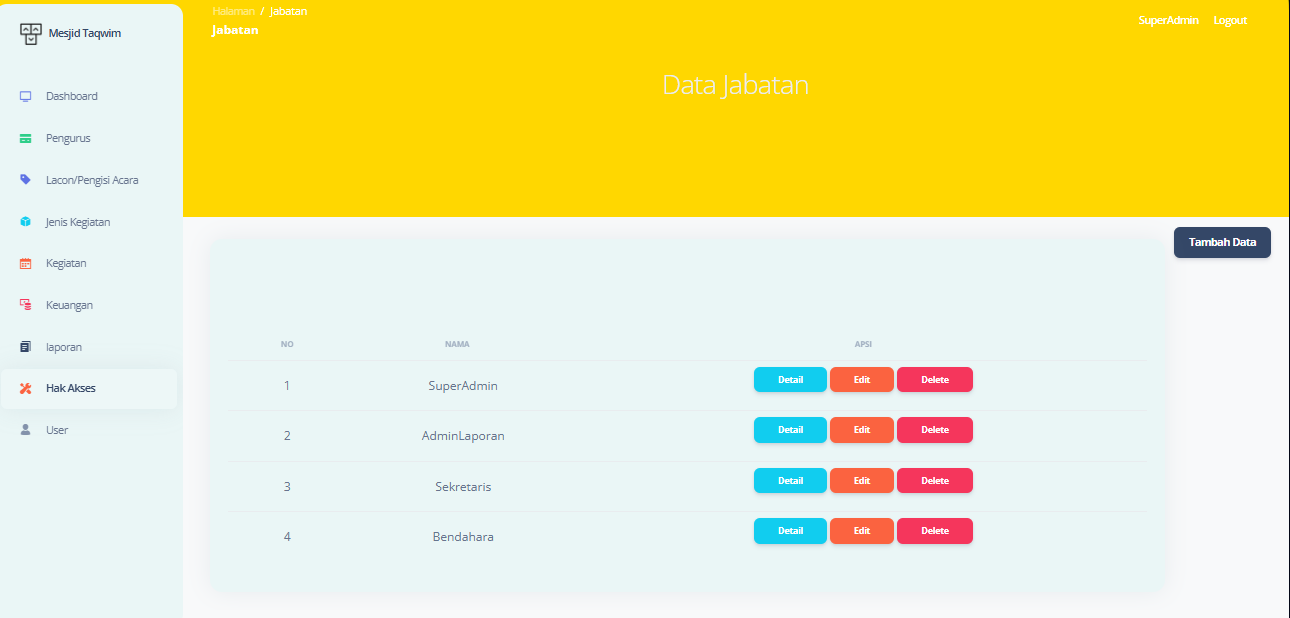 Mesjid Taqwim
Dashboard
Pengurus
Lacon/Pengisi Acara
Jenis Kegiatan
Kegiatan
Keuangan
laporan
Hak Akses
User
Halaman / Jabatan
Jabatan
SuperAdmin Logout
Data Jabatan
Tambah Data
NO NAMA APSI
1 SuperAdmin Detail Edit Delete
2 AdminLaporan Detail Edit Delete
3 Sekretaris Detail Edit Delete
4 Bendahara Detail Edit Delete